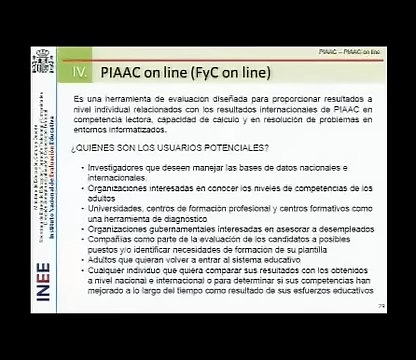 PIAAC – PIAAC on line
IV. PIAAC on line (FyC on line)
Es una herramienta de evaluación diseñada para proporcionar resultados a
nivel individual relacionados con los resultados internacionales de PIAAC en
competencia lectora, capacidad de cálculo y en resolución de problemas en
entornos informatizados.
¿QUIENES SON LOS USUARIOS POTENCIALES?
• Investigadores que deseen manejar las bases de datos nacionales e
internacionales.
• Organizaciones interesadas en conocer los niveles de competencias de los
adultos
• Universidades, centros de formación profesional y centros formativos como
una herramienta de diagnostico
• Organizaciones gubernamentales interesadas en asesorar a desempleados
• Compañías como parte de la evaluación de los candidatos a posibles
puestos y/o identificar necesidades de formación de su plantilla
• Adultos que quieran volver a entrar al sistema educativo
• Cualquier individuo que quiera comparar sus resultados con los obtenidos
a nivel nacional e internacional o para determinar si sus competencias han
mejorado a lo largo del tiempo como resultado de sus esfuerzos educativos
Instituto Nacional de Evaluación Educativa
INEE